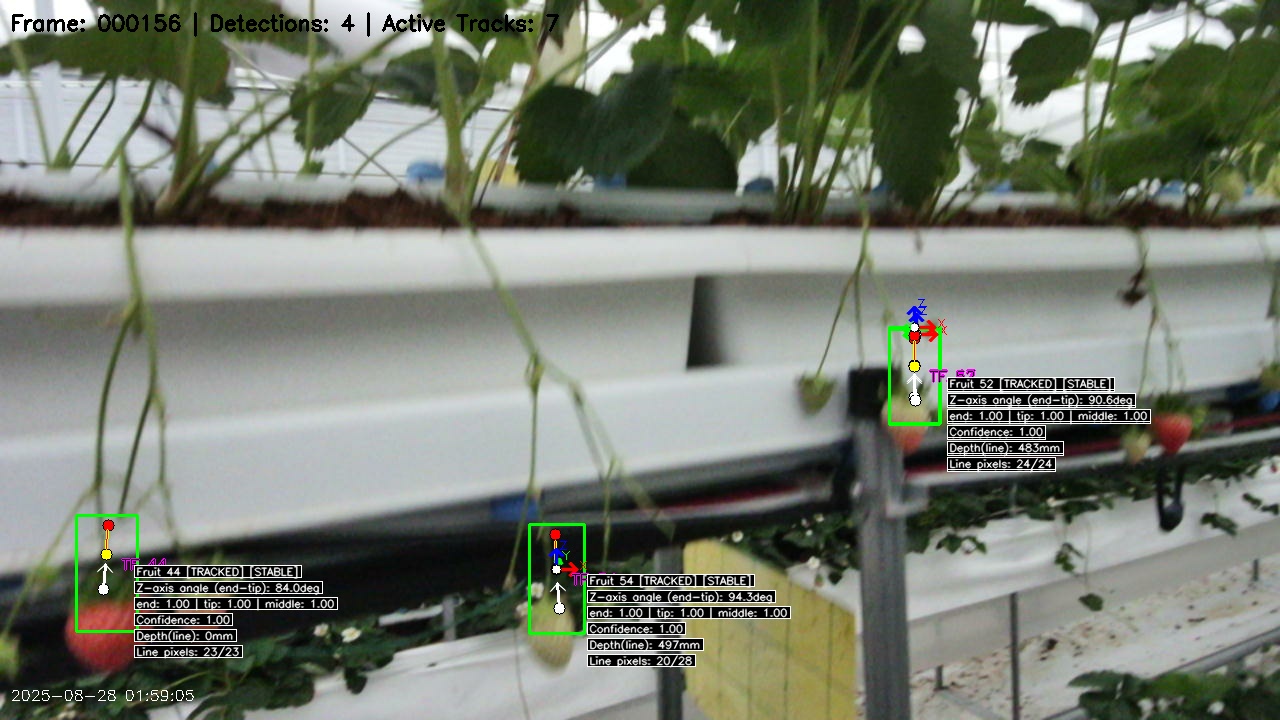 Frame: 000156 | Detections: 4 | Active Tracks: 7
Z
X
Fruit 52 [TRACKED] [STABLE]
Z-axis angle (end-tip): 90.6deg
end: 1.00 | tip: 1.00 | middle: 1.00
Confidence: 1.00
Depth(line): 483mm
Line pixels: 24/24
TF 44
Fruit 44 [TRACKED] [STABLE]
Z-axis angle (end-tip): 84.0deg
end: 1.00 | tip: 1.00 | middle: 1.00
Confidence: 1.00
Depth(line): 0mm
Line pixels: 23/23
Y
Fruit 54 [TRACKED] [STABLE]
Z-axis angle (end-tip): 94.3deg
end: 1.00 | tip: 1.00 | middle: 1.00
Confidence: 1.00
Depth(line): 497mm
Line pixels: 20/28
2025-08-28 01:59:05